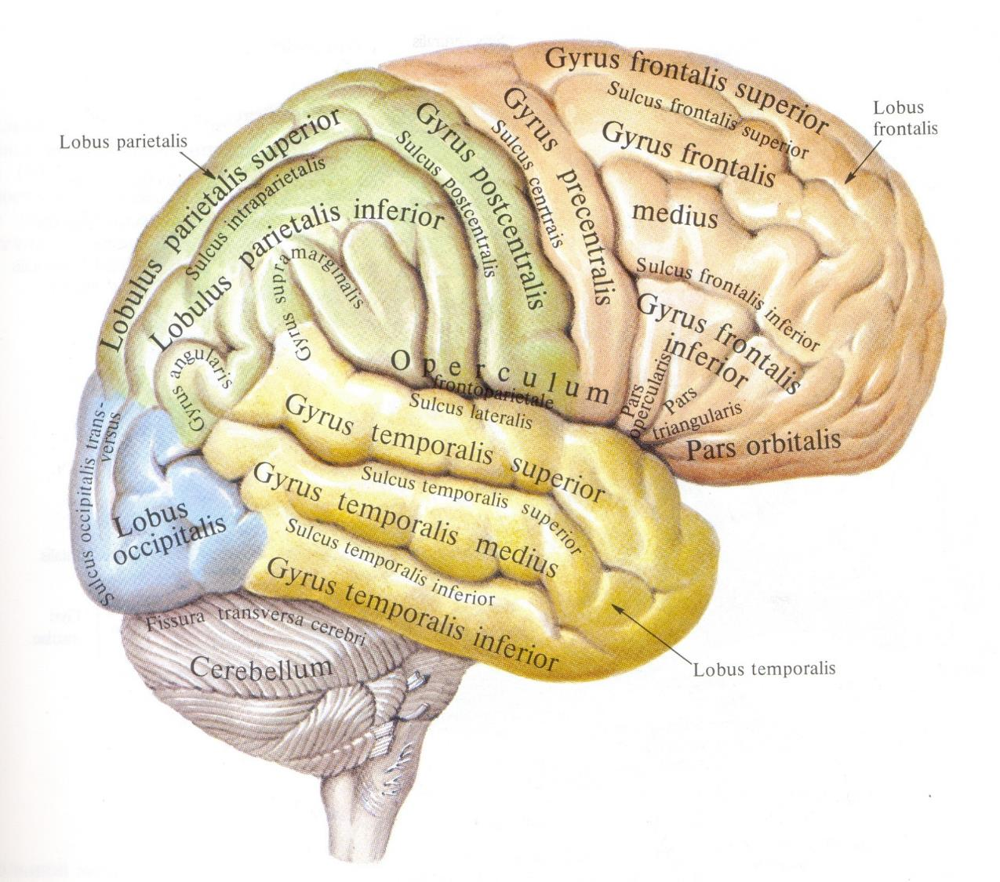 Gyrus frontalis superior
Sulcus frontalis superior
Lobus
frontalis
Gyrus frontalis
medius
Sulcus frontalis inferior
Gyrus frontalis
inferior
Pars
opercularis
Pars
triangularis
Pars orbitalis
Gyrus precentralis
Sulcus cenrtrais
Gyrus postcentralis
Sulcus postcentralis
Lobus parietalis
Lobulus parietalis superior
Sulcus intraparietalis
Lobulus parietalis inferior
Gyrus supramarginalis
Gyrus angularis
Operculum
frontoparietale
Sulcus lateralis
Gyrus temporalis superior
Sulcus temporalis superior
Gyrus temporalis medius
Sulcus temporalis inferior
Gyrus temporalis inferior
Lobus temporalis
Sulcus occipitalis trans-
versus
Lobus
occipitalis
Fissura transversa cerebri
Cerebellum